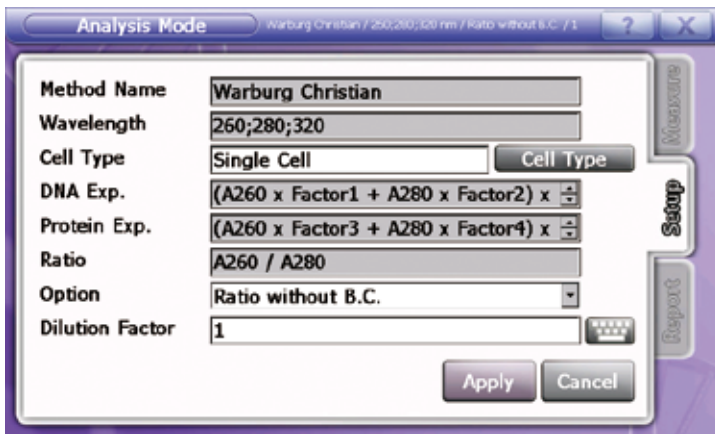 Analysis Mode Warburg Christian / 260;280;320 nm / Ratio without B.C. / 1 ? X
Method Name Warburg Christian
Wavelength 260;280;320
Cell Type Single Cell Cell Type
DNA Exp. (A260 x Factor1 + A280 x Factor2) x
Protein Exp. (A260 x Factor3 + A280 x Factor4) x
Ratio A260 / A280
Option Ratio without B.C.
Dilution Factor 1
Apply Cancel
Measure
Setup
Report